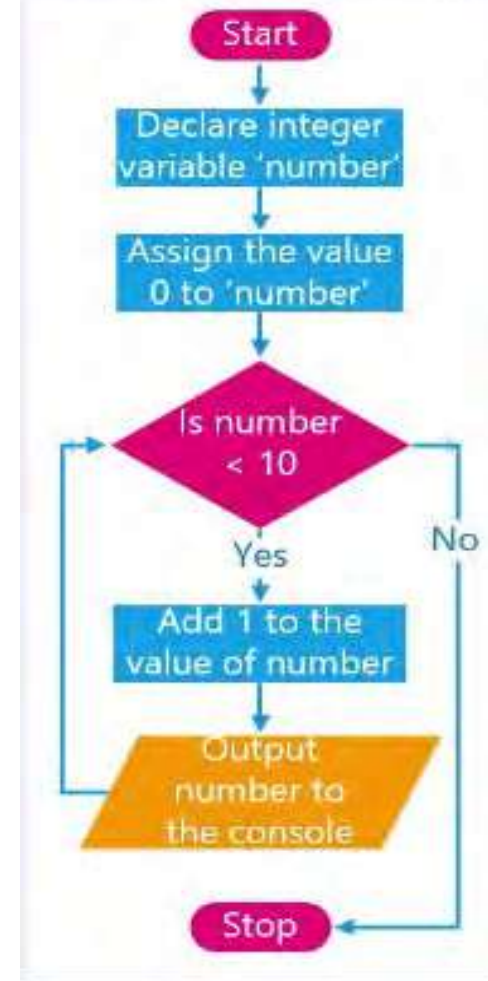 Start
Declare integer
variable 'number'
Assign the value
0 to 'number'
Is number
< 10
Yes
No
Add 1 to the
value of number
Output
number to
the console
Stop